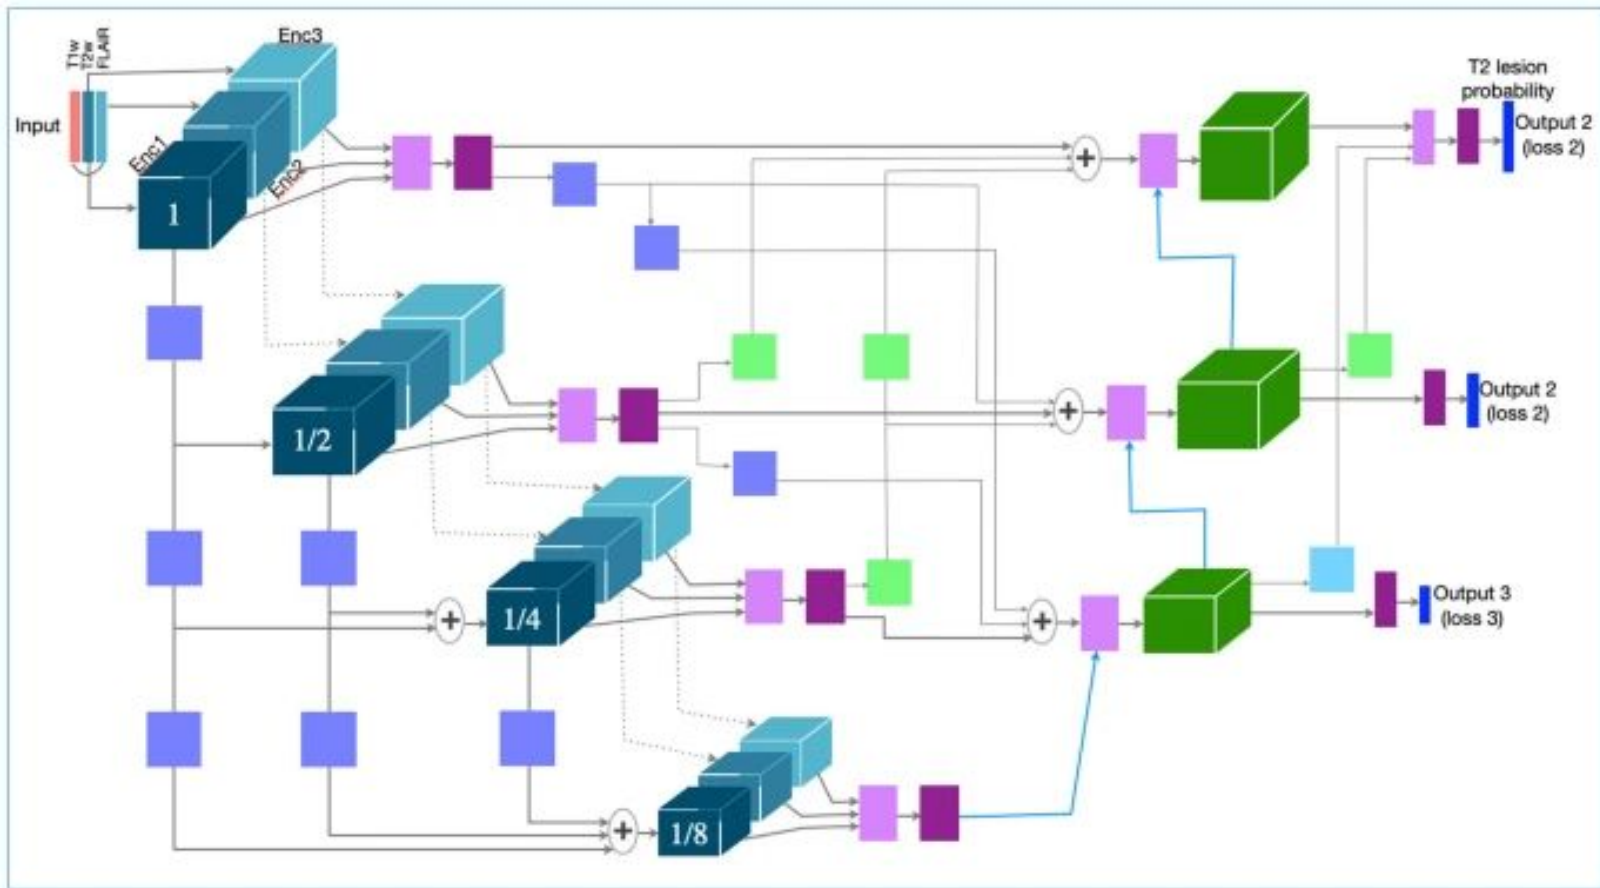 T1w
T2w
FLAIR
Input
Enc1
Enc2
Enc3
1
1/2
1/4
1/8
+
+
+
+
+
T2 lesion
probability
Output 2
(loss 2)
Output 2
(loss 2)
Output 3
(loss 3)